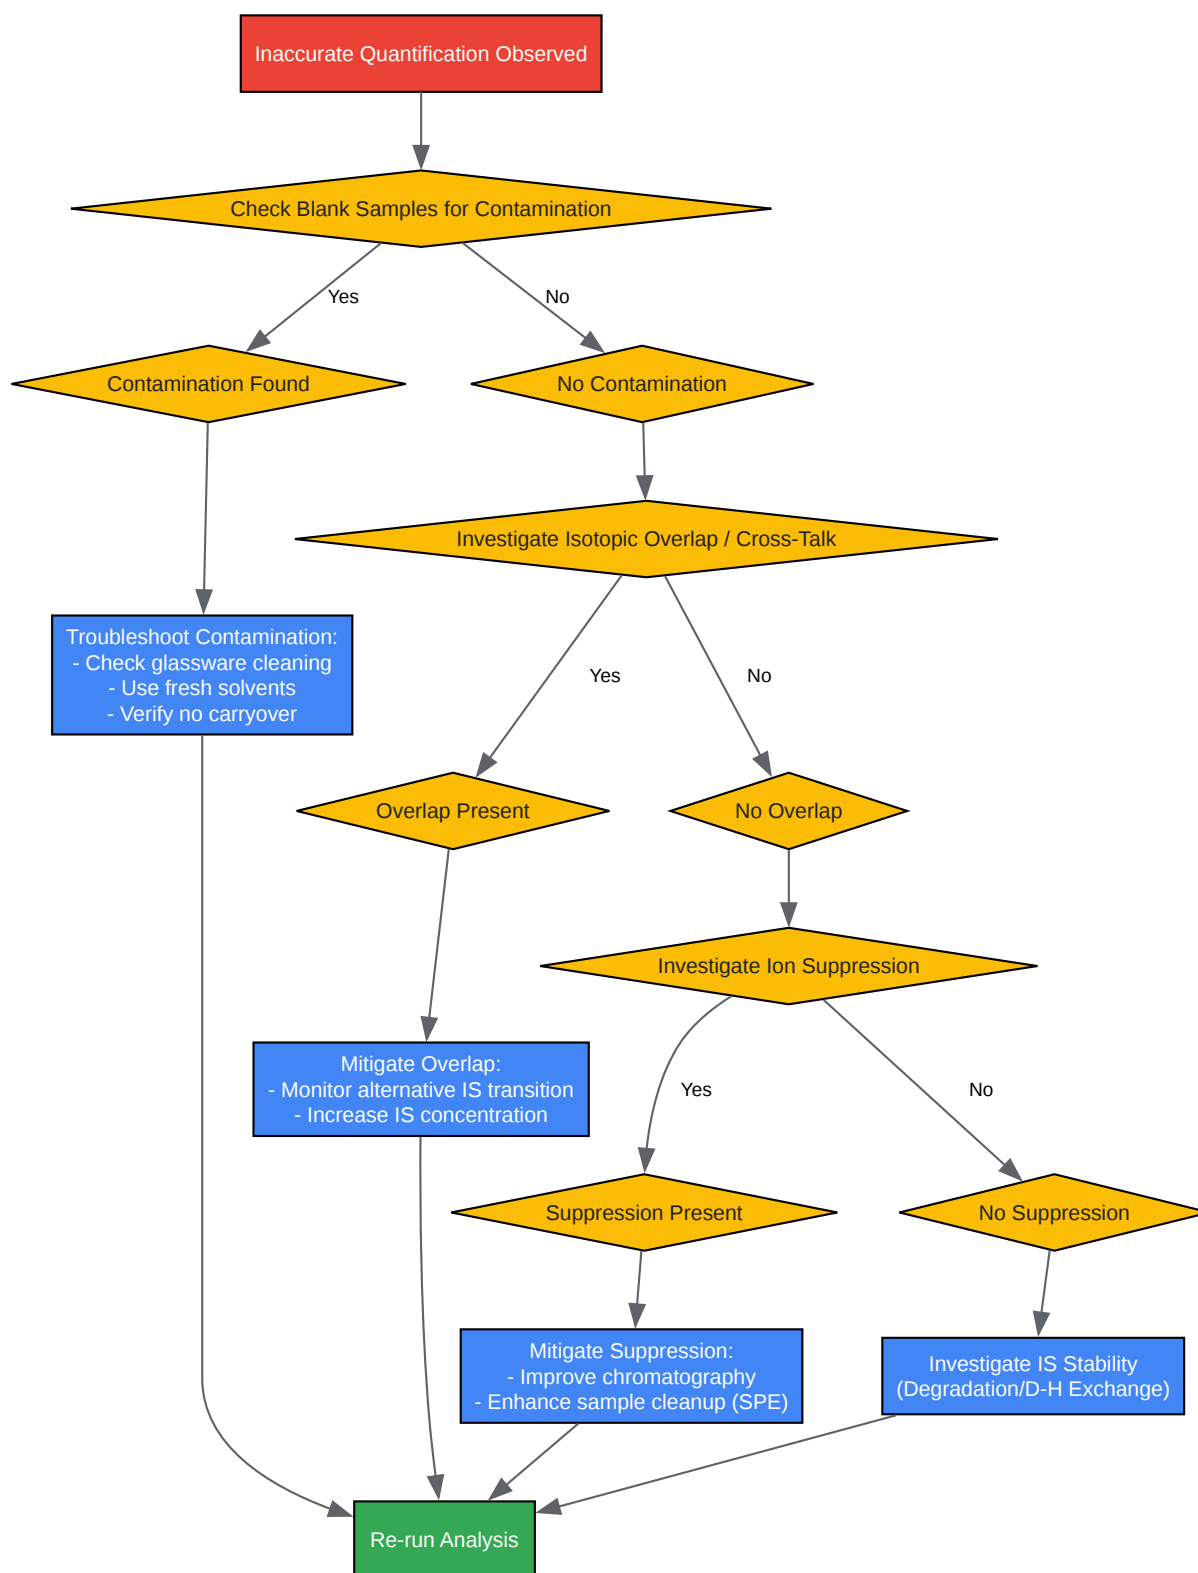 Inaccurate Quantification Observed
Check Blank Samples for Contamination
Yes
No
Contamination Found
No Contamination
Investigate Isotopic Overlap / Cross-Talk
Troubleshoot Contamination:
- Check glassware cleaning
- Use fresh solvents
- Verify no carryover
Yes
No
Overlap Present
No Overlap
Investigate Ion Suppression
Mitigate Overlap:
- Monitor alternative IS transition
- Increase IS concentration
Yes
No
Suppression Present
No Suppression
Mitigate Suppression:
- Improve chromatography
- Enhance sample cleanup (SPE)
Investigate IS Stability
(Degradation/D-H Exchange)
Re-run Analysis